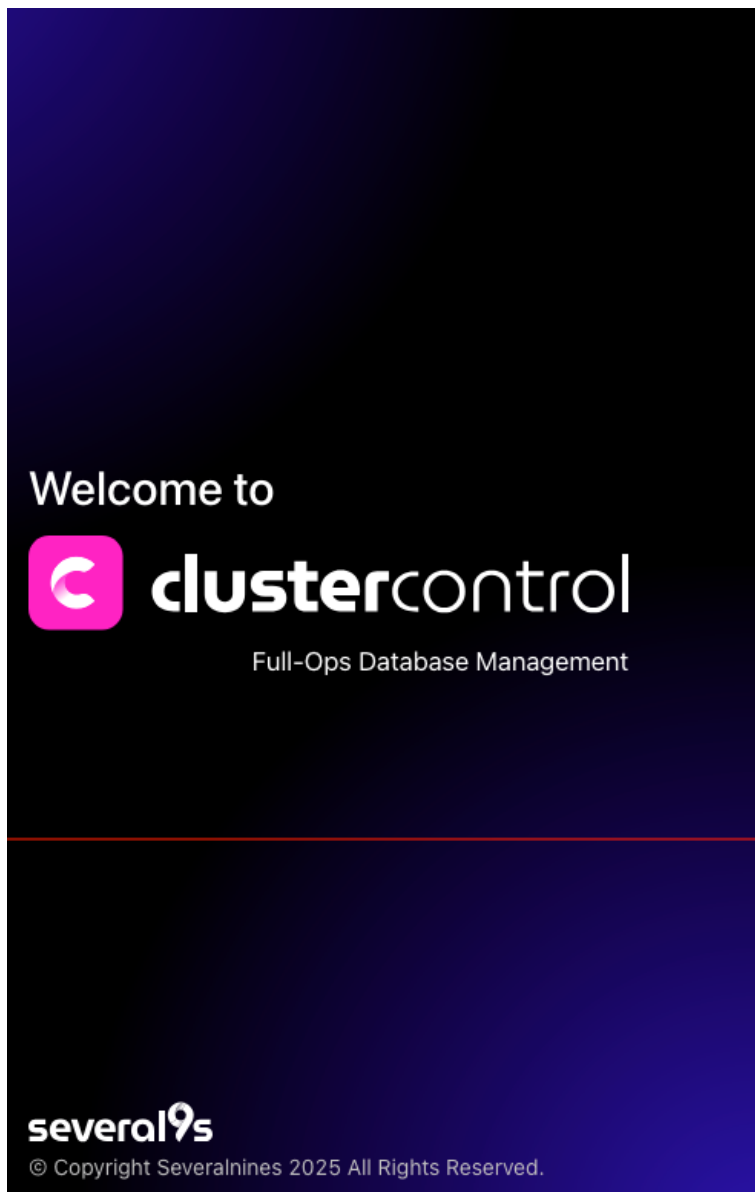 Welcome to
clustercontrol
Full-Ops Database Management
several9s
© Copyright Severalnines 2025 All Rights Reserved.